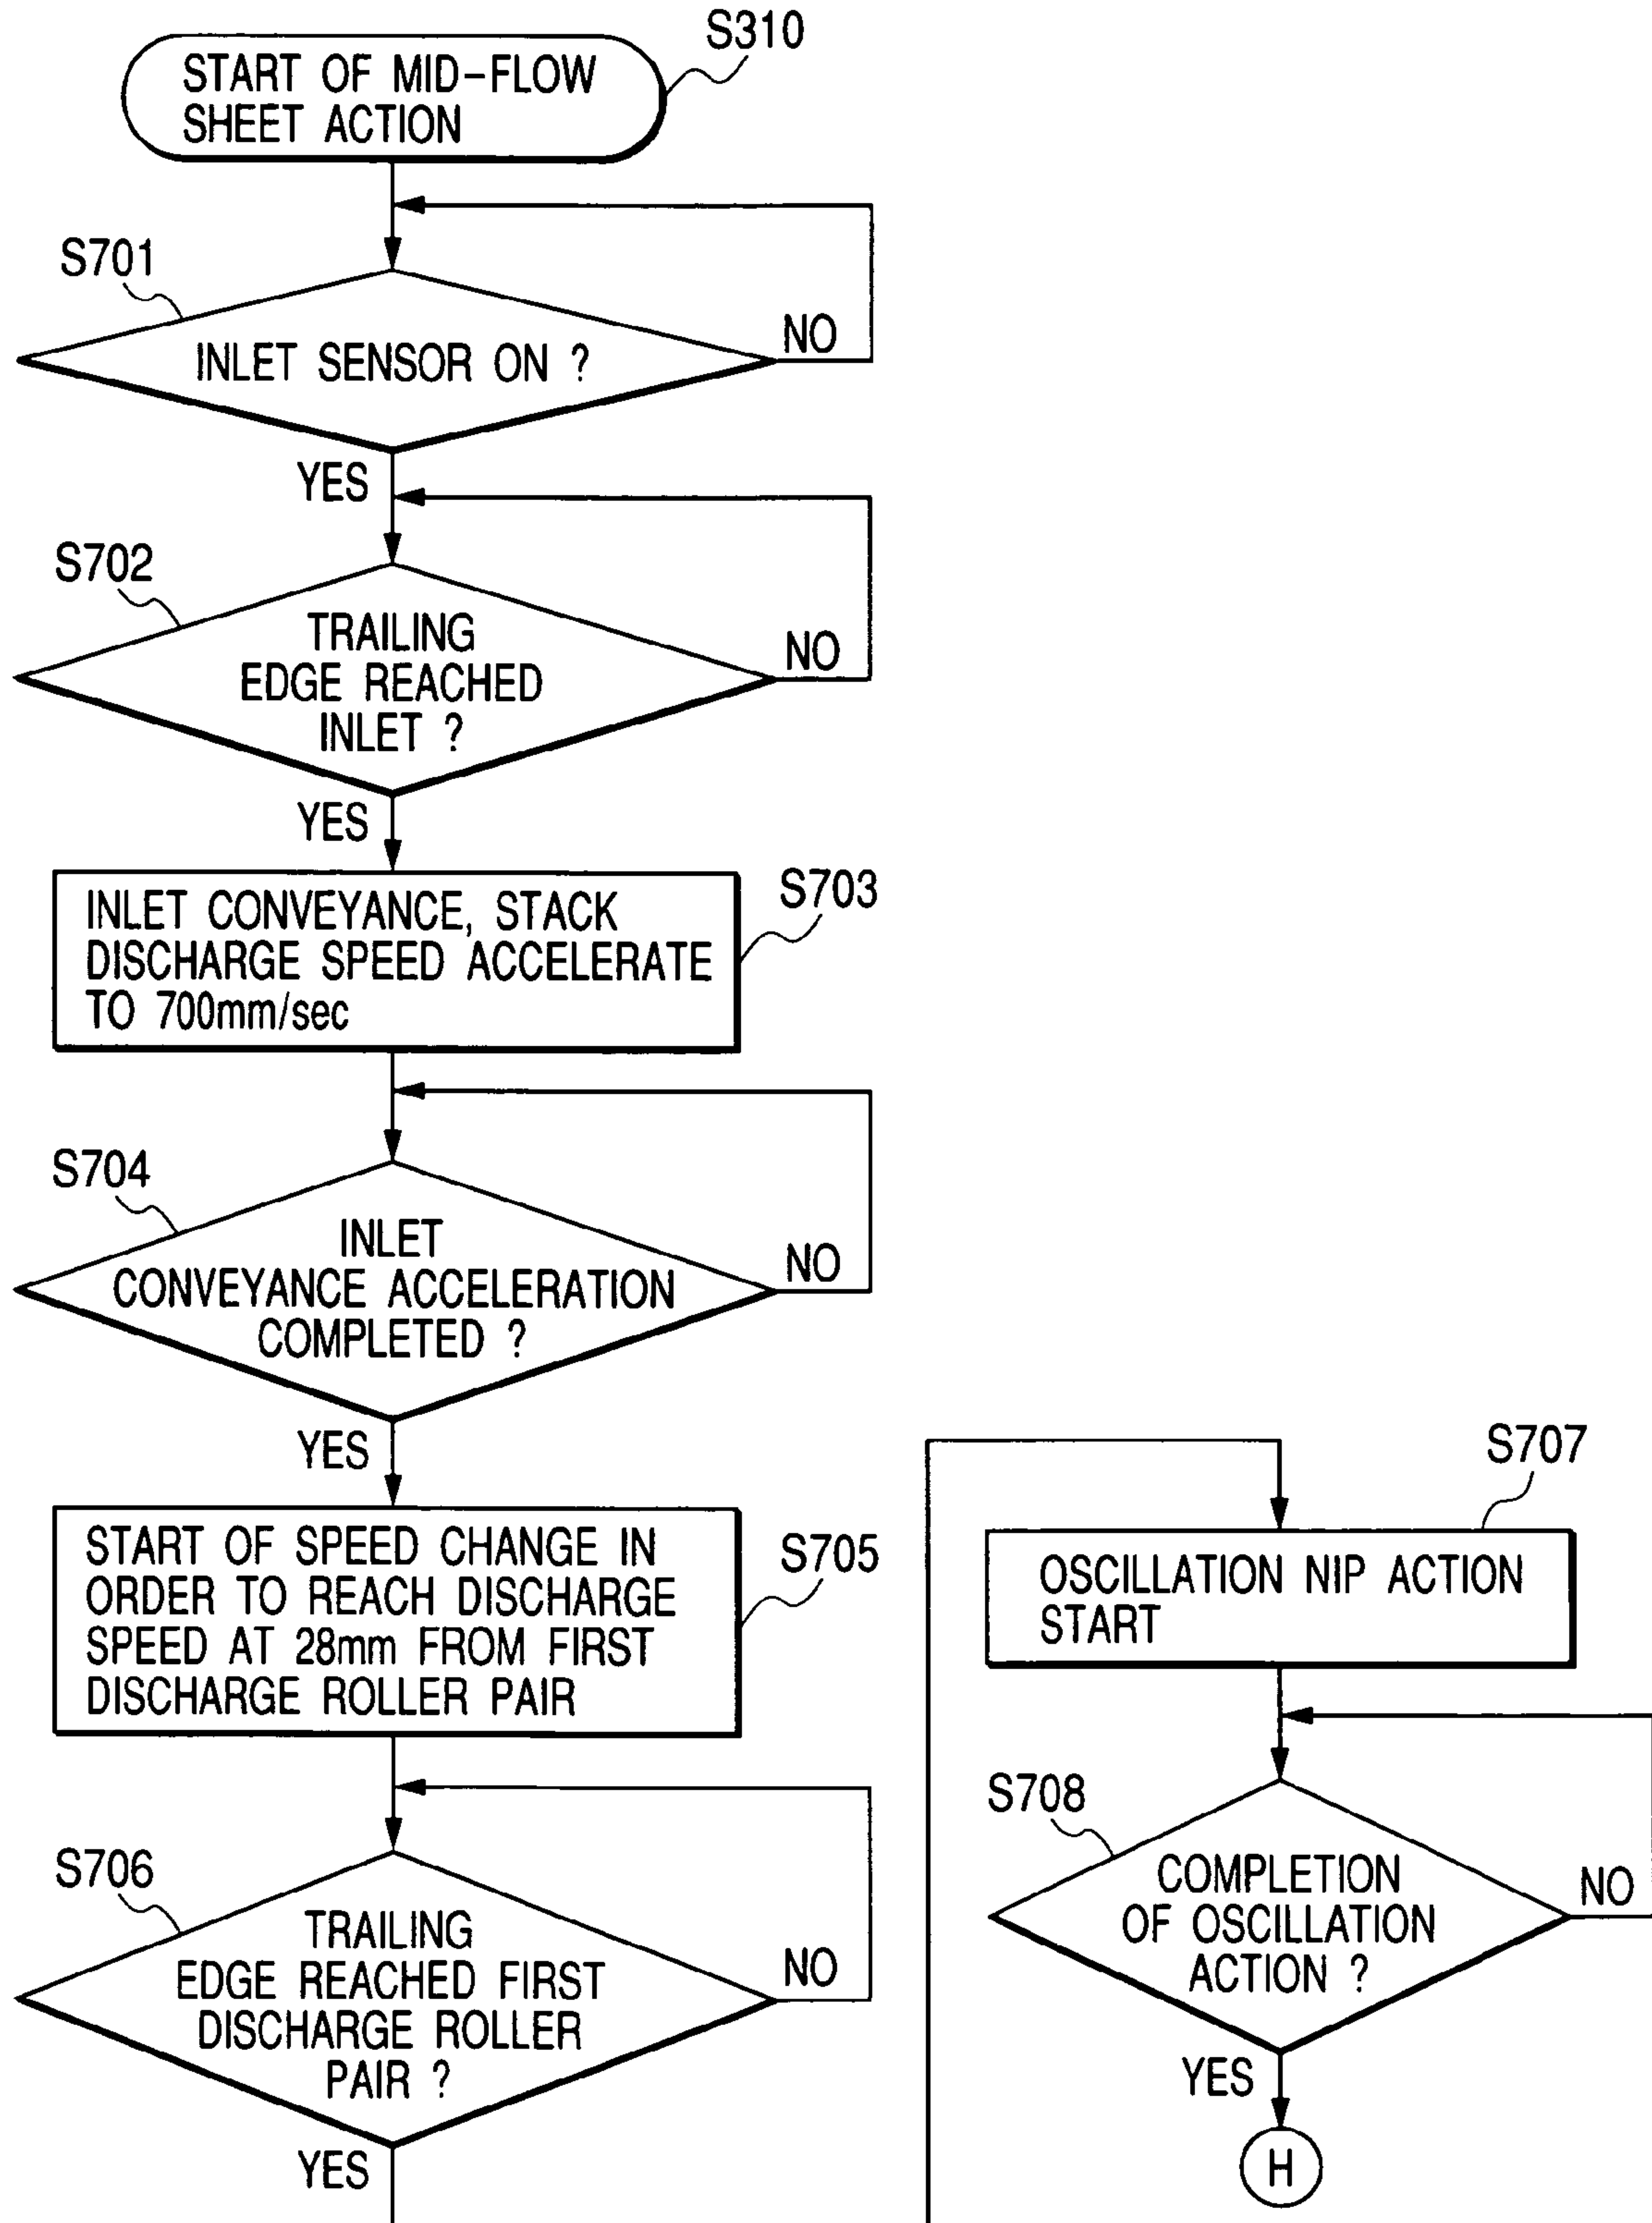 S310
START OF MID-FLOW
SHEET ACTION
S701
INLET SENSOR ON ?
NO
YES
S702
TRAILING
EDGE REACHED
INLET ?
NO
YES
S703
INLET CONVEYANCE, STACK
DISCHARGE SPEED ACCELERATE
TO 700mm/sec
S704
INLET
CONVEYANCE ACCELERATION
COMPLETED ?
NO
YES
S705
START OF SPEED CHANGE IN
ORDER TO REACH DISCHARGE
SPEED AT 28mm FROM FIRST
DISCHARGE ROLLER PAIR
S706
TRAILING
EDGE REACHED FIRST
DISCHARGE ROLLER
PAIR ?
NO
YES
S707
OSCILLATION NIP ACTION
START
S708
COMPLETION
OF OSCILLATION
ACTION ?
NO
YES
H